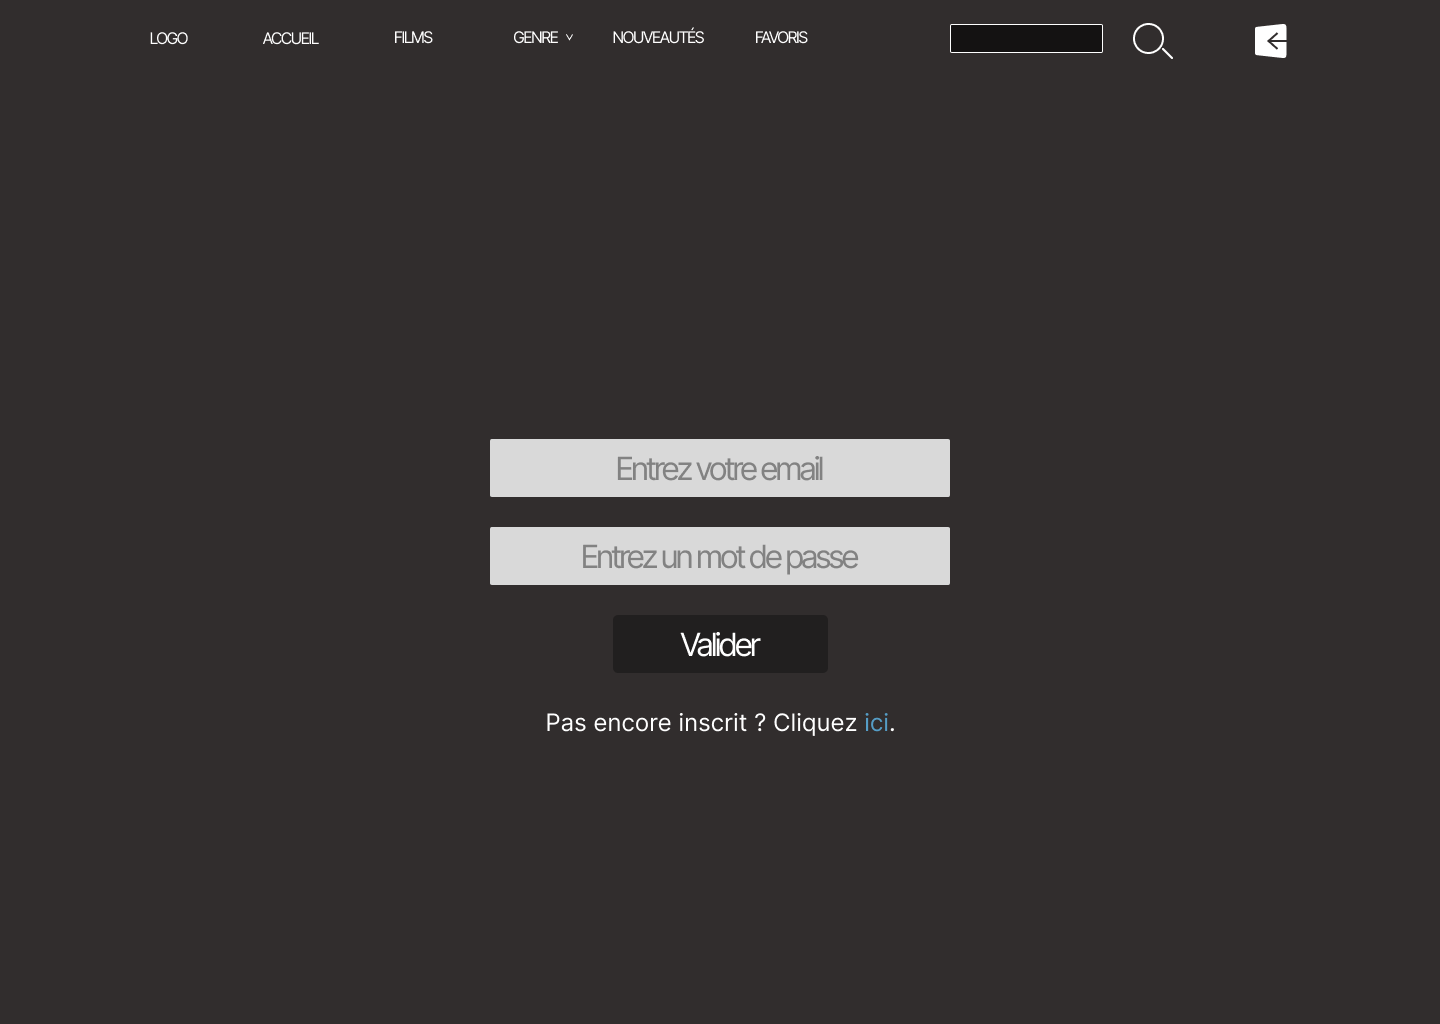 LOGO ACCUEIL FILMS GENRE NOUVEAUTÉS FAVORIS
Entrez votre email
Entrez un mot de passe
Valider
Pas encore inscrit ? Cliquez ici.